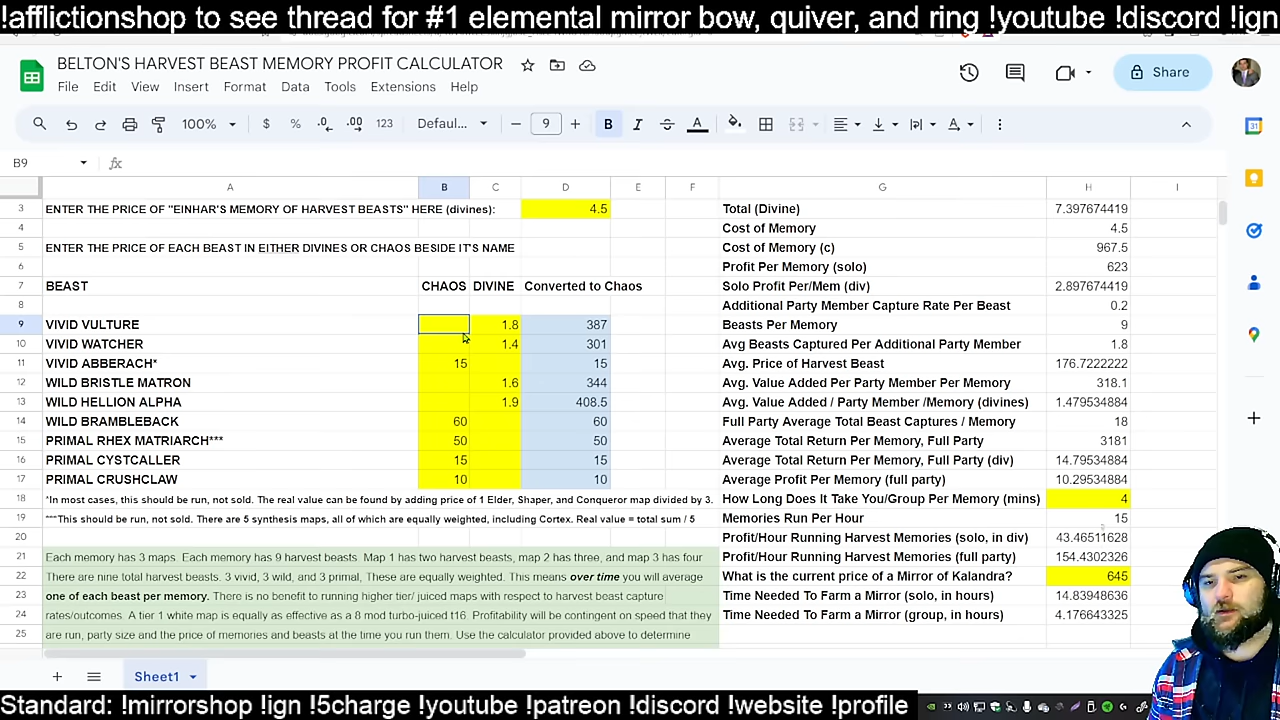 !afflictionshop to see thread for #1 elemental mirror bow, quiver, and ring !youtube !discord !ign
BELTON'S HARVEST BEAST MEMORY PROFIT CALCULATOR
Share
File Edit View Insert Format Data Tools Extensions Help
100% $ % .0 .00 123 Defaul... − 9 + B I A
B9 fx
A B C D E F G H I
3 ENTER THE PRICE OF "EINHAR'S MEMORY OF HARVEST BEASTS" HERE (divines): 4.5 Total (Divine) 7.397674419
4 Cost of Memory 4.5
5 ENTER THE PRICE OF EACH BEAST IN EITHER DIVINES OR CHAOS BESIDE IT'S NAME Cost of Memory (c) 967.5
6 Profit Per Memory (solo) 623
7 BEAST CHAOS DIVINE Converted to Chaos Solo Profit Per/Mem (div) 2.897674419
8 Additional Party Member Capture Rate Per Beast 0.2
9 VIVID VULTURE 1.8 387 Beasts Per Memory 9
10 VIVID WATCHER 1.4 301 Avg Beasts Captured Per Additional Party Member 1.8
11 VIVID ABBERACH* 15 15 Avg. Price of Harvest Beast 176.7222222
12 WILD BRISTLE MATRON 1.6 344 Avg. Value Added Per Party Member Per Memory 318.1
13 WILD HELLION ALPHA 1.9 408.5 Avg. Value Added / Party Member /Memory (divines) 1.479534884
14 WILD BRAMBLEBACK 60 60 Full Party Average Total Beast Captures / Memory 18
15 PRIMAL RHEX MATRIARCH*** 50 50 Average Total Return Per Memory, Full Party 3181
16 PRIMAL CYSTCALLER 15 15 Average Total Return Per Memory, Full Party (div) 14.79534884
17 PRIMAL CRUSHCLAW 10 10 Average Profit Per Memory (full party) 10.29534884
18 *In most cases, this should be run, not sold. The real value can be found by adding price of 1 Elder, Shaper, and Conqueror map divided by 3. How Long Does It Take You/Group Per Memory (mins) 4
19 ***This should be run, not sold. There are 5 synthesis maps, all of which are equally weighted, including Cortex. Real value = total sum / 5 Memories Run Per Hour 15
20 Profit/Hour Running Harvest Memories (solo, in div) 43.46511628
21 Each memory has 3 maps. Each memory has 9 harvest beasts. Map 1 has two harvest beasts, map 2 has three, and map 3 has four Profit/Hour Running Harvest Memories (full party) 154.4302326
22 There are nine total harvest beasts. 3 vivid, 3 wild, and 3 primal, These are equally weighted. This means over time you will average What is the current price of a Mirror of Kalandra? 645
23 one of each beast per memory. There is no benefit to running higher tier/ juiced maps with respect to harvest beast capture Time Needed To Farm a Mirror (solo, in hours) 14.83948636
24 rates/outcomes. A tier 1 white map is equally as effective as a 8 mod turbo-juiced t16. Profitability will be contingent on speed that they Time Needed To Farm a Mirror (group, in hours) 4.176643325
25 are run, party size and the price of memories and beasts at the time you run them. Use the calculator provided above to determine
+ Sheet1
Standard: !mirrorshop !ign !5charge !youtube !patreon !discord !website !profile